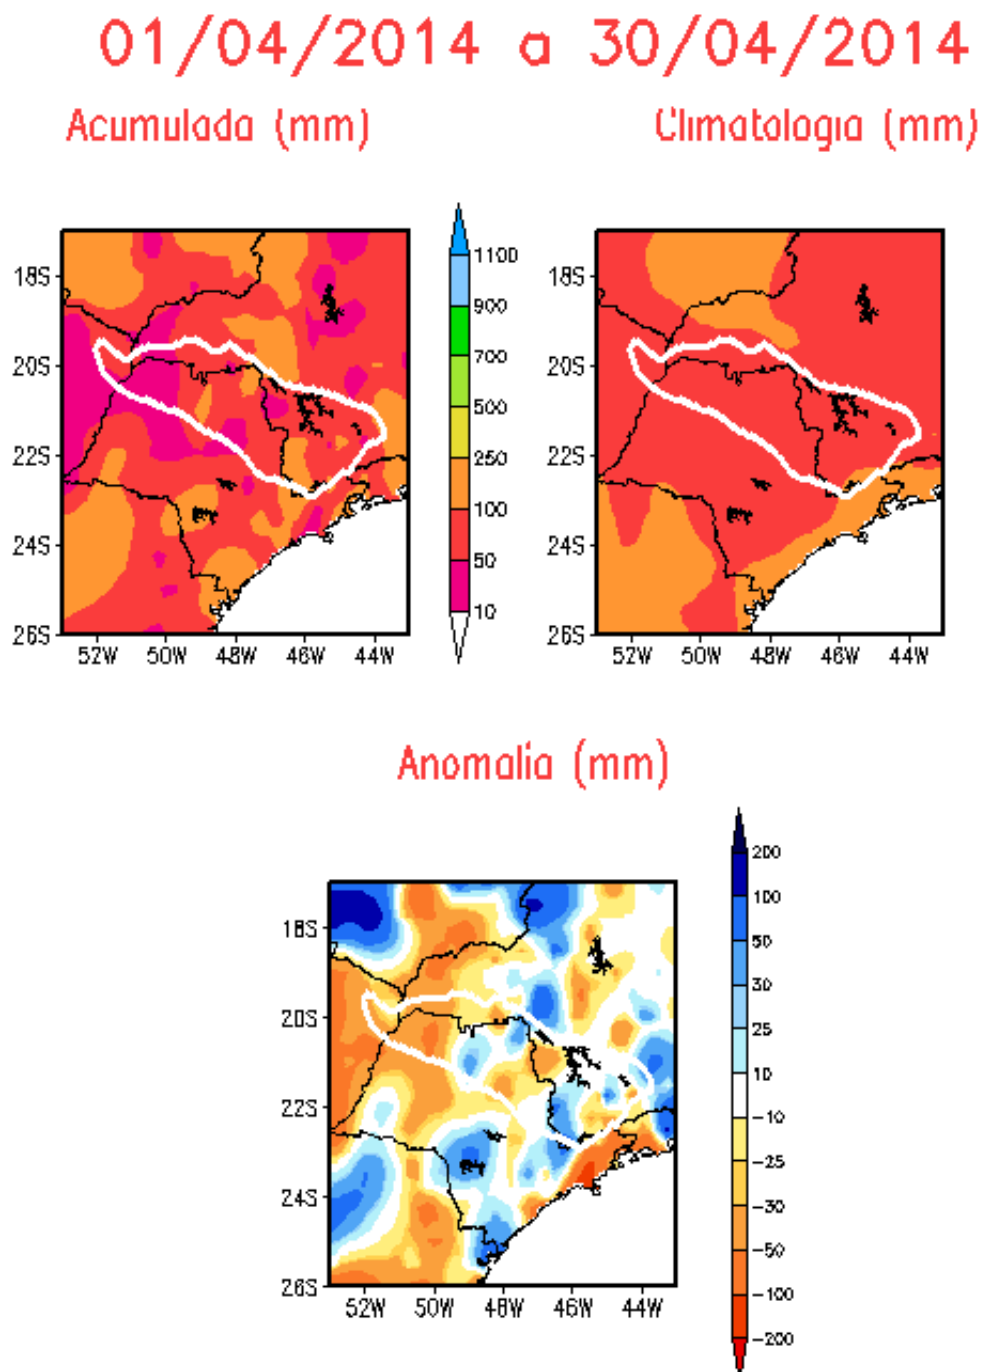 01/04/2014 a 30/04/2014
Acumulada (mm)
Climatologia (mm)
18S
20S
22S
24S
26S
52W 50W 48W 46W 44W
1100
900
700
500
250
100
50
10
18S
20S
22S
24S
26S
52W 50W 48W 46W 44W
Anomalia (mm)
18S
20S
22S
24S
26S
52W 50W 48W 46W 44W
200
100
50
30
25
10
-10
-25
-30
-50
-100
-200